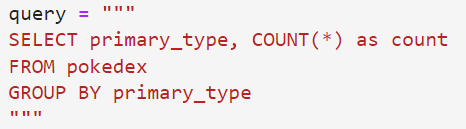 query = """
SELECT primary_type, COUNT(*) as count
FROM pokedex
GROUP BY primary_type
"""